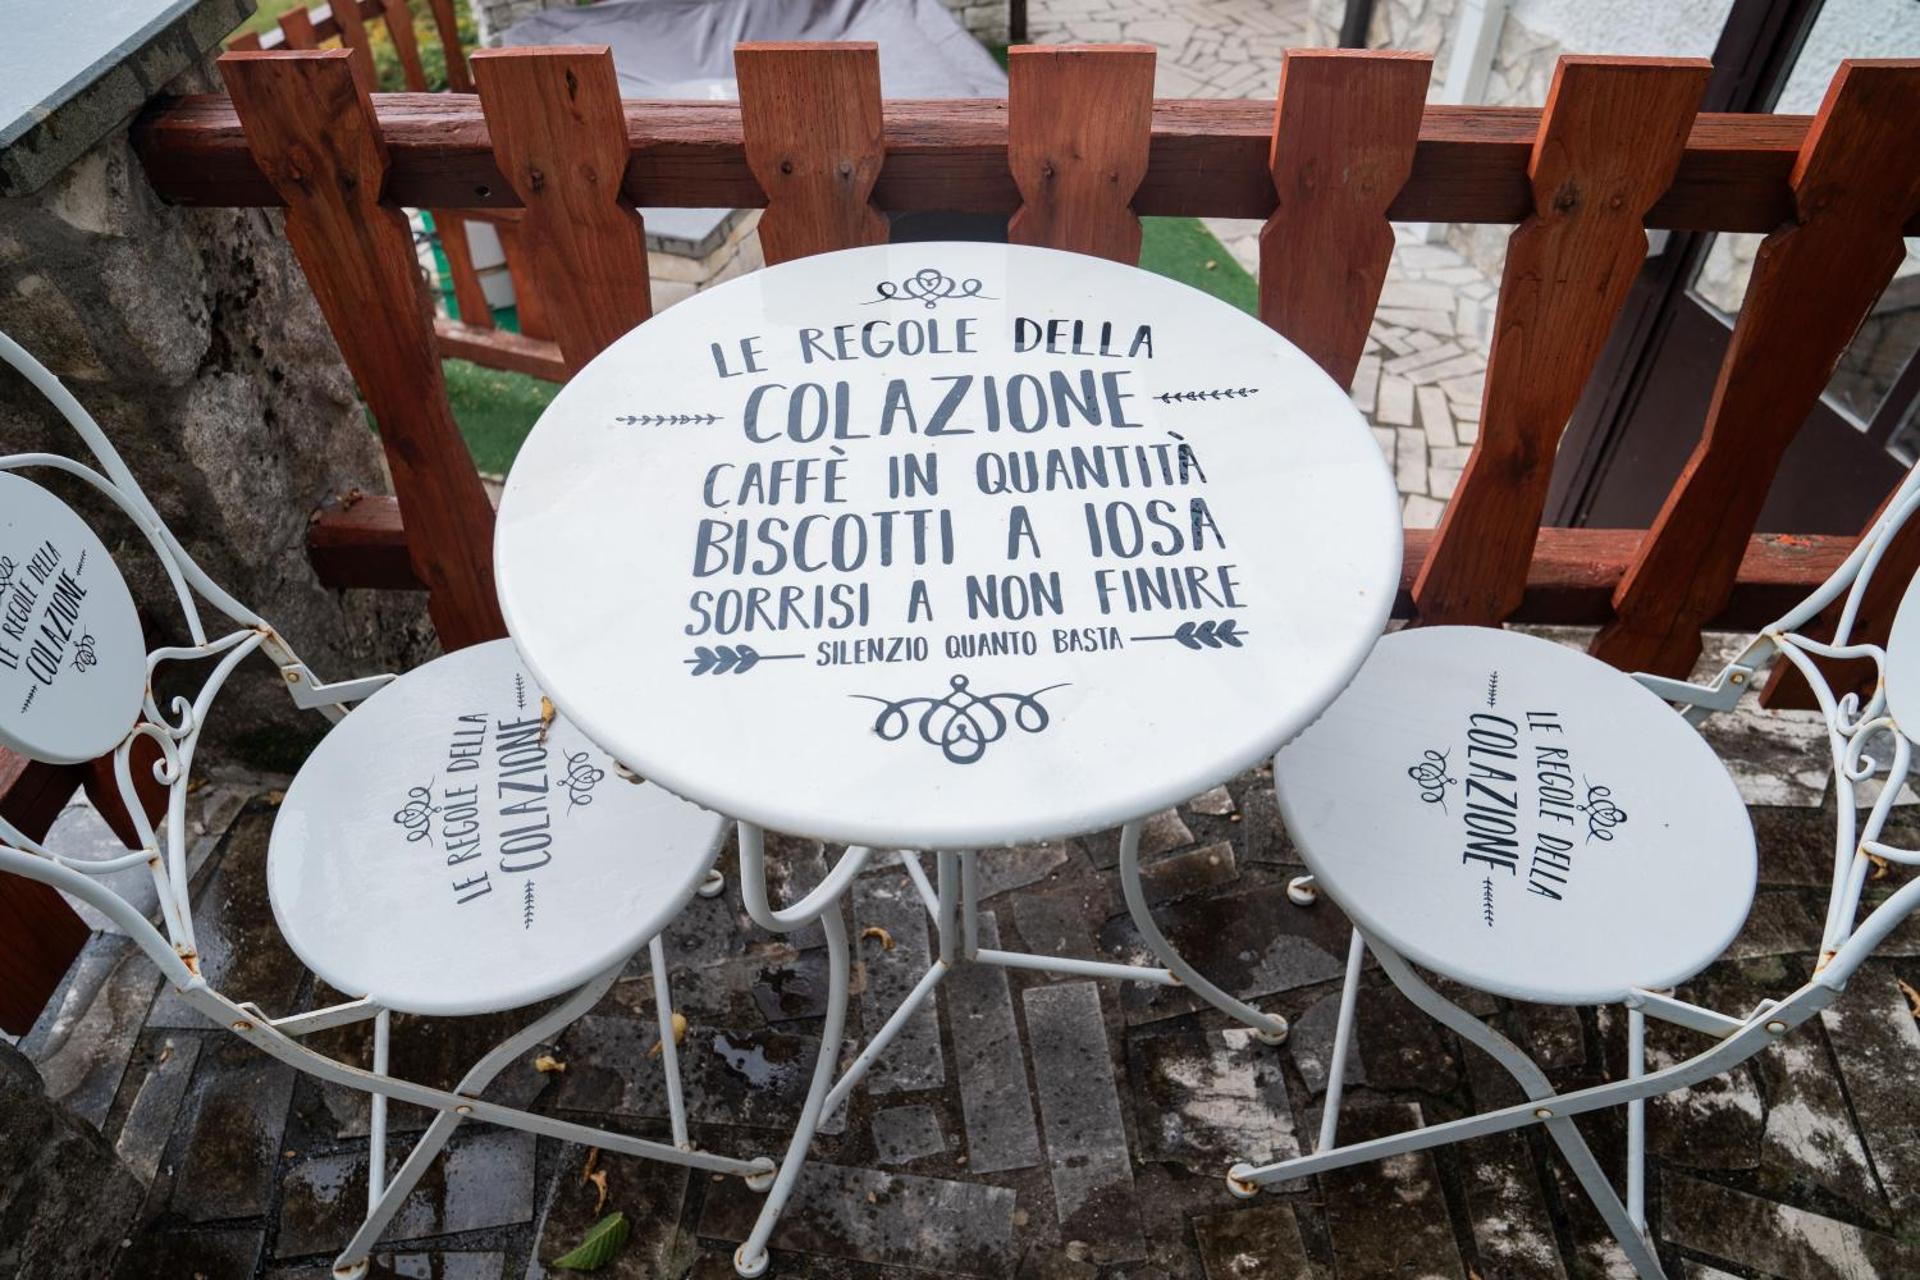 LE REGOLE DELLA
COLAZIONE
CAFFÈ IN QUANTITÀ
BISCOTTI A IOSA
SORRISI A NON FINIRE
SILENZIO QUANTO BASTA
LE REGOLE DELLA
COLAZIONE
LE REGOLE DELLA
COLAZIONE
LE REGOLE DELLA
COLAZIONE